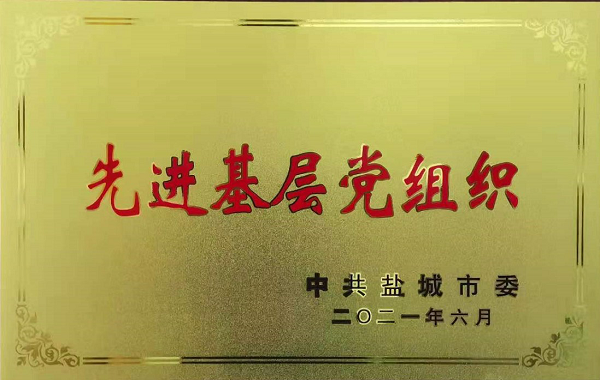 先进基层党组织
中共盐城市委
二〇二一年六月